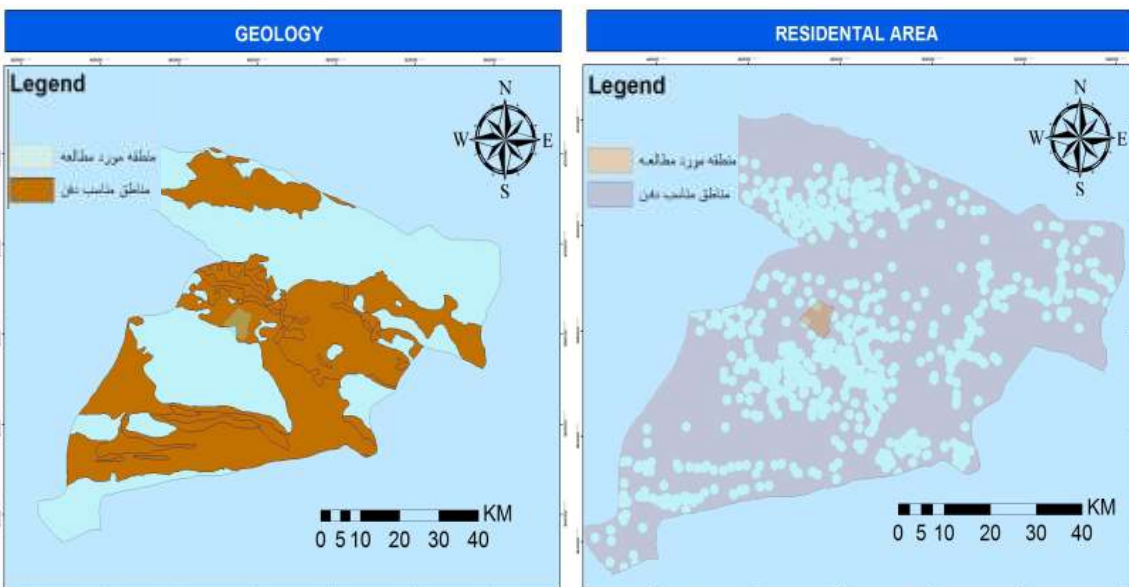 GEOLOGY
Legend
منطقه مورد مطالعه
مناطق مناسب دفن
N
W E
S
KM
0 5 10 20 30 40
RESIDENTAL AREA
Legend
منطقه مورد مطالعه
مناطق مناسب دفن
N
W E
S
KM
0 5 10 20 30 40